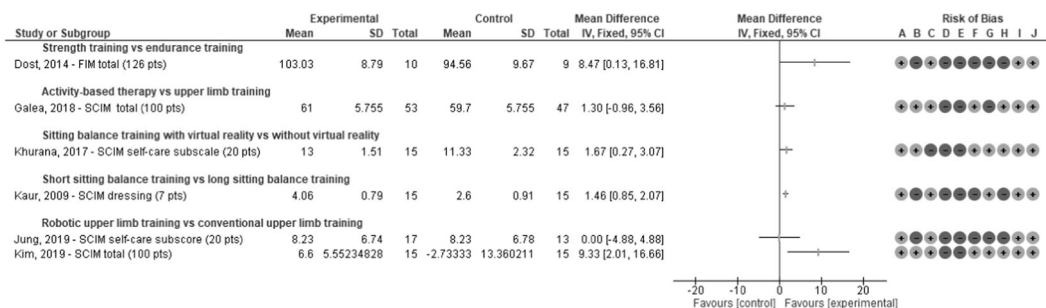 Experimental Control Mean Difference Mean Difference Risk of Bias
Study or Subgroup Mean SD Total Mean SD Total IV, Fixed, 95% CI IV, Fixed, 95% CI A B C D E F G H I J
Strength training vs endurance training
Dost, 2014 - FIM total (126 pts) 103.03 8.79 10 94.56 9.67 9 8.47 [0.13, 16.81] + - + - - - - - + +
Activity-based therapy vs upper limb training
Galea, 2018 - SCIM total (100 pts) 61 5.755 53 59.7 5.755 47 1.30 [-0.96, 3.56] + + + - - + - + + +
Sitting balance training with virtual reality vs without virtual reality
Khurana, 2017 - SCIM self-care subscale (20 pts) 13 1.51 15 11.33 2.32 15 1.67 [0.27, 3.07] + + - - - + + + + +
Short sitting balance training vs long sitting balance training
Kaur, 2009 - SCIM dressing (7 pts) 4.06 0.79 15 2.6 0.91 15 1.46 [0.85, 2.07] + - + - - - + - + +
Robotic upper limb training vs conventional upper limb training
Jung, 2019 - SCIM self-care subscore (20 pts) 8.23 6.74 17 8.23 6.78 13 0.00 [-4.88, 4.88] + - + - - - - - + +
Kim, 2019 - SCIM total (100 pts) 6.6 5.55234828 15 -2.73333 13.360211 15 9.33 [2.01, 16.66] + + + - - + + + + +
-20 -10 0 10 20
Favours [control] Favours [experimental]